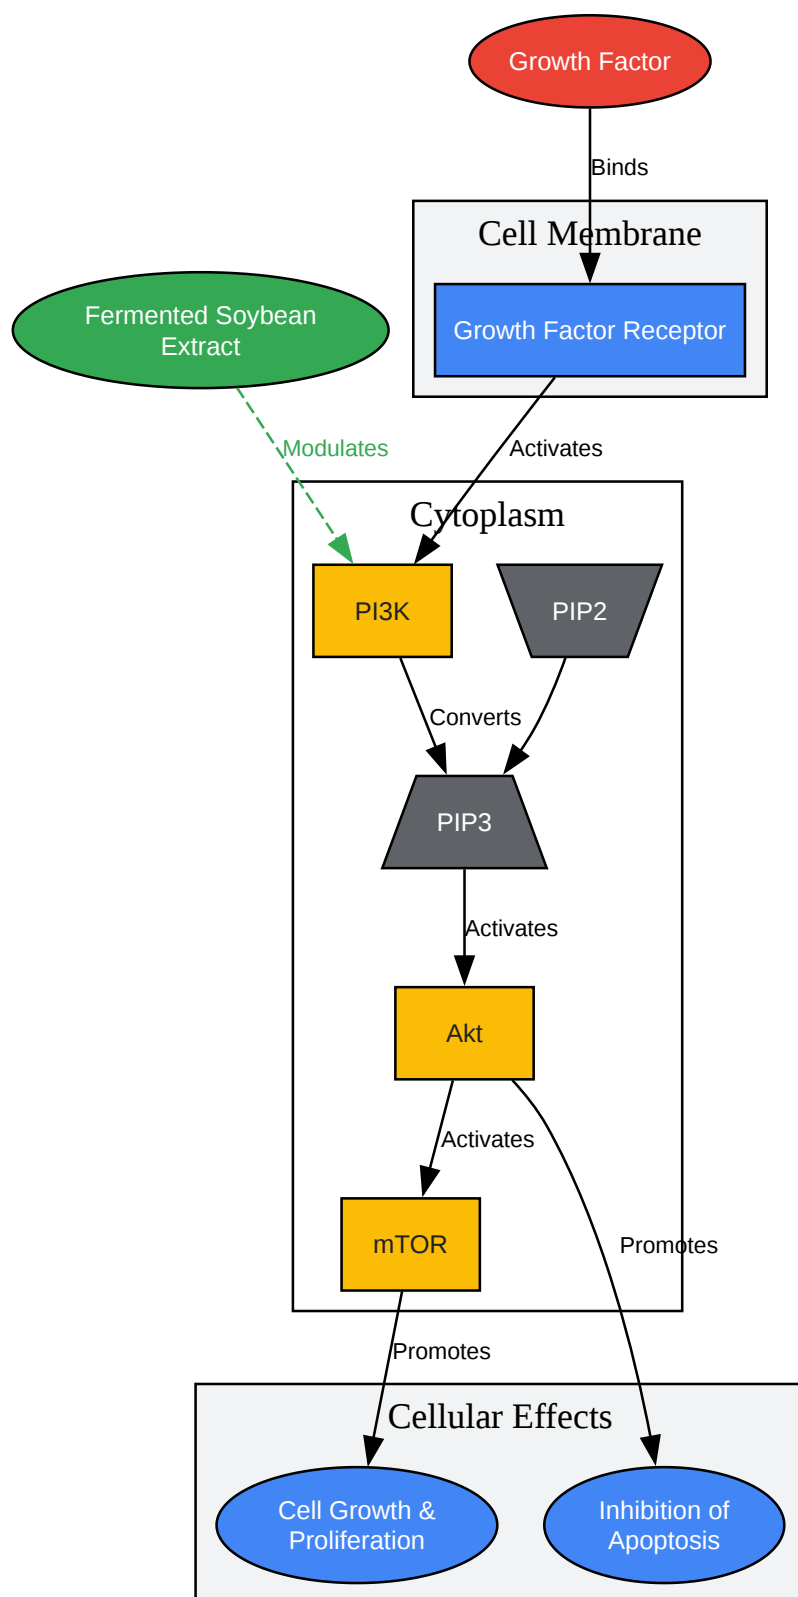 Growth Factor
Binds
Cell Membrane
Growth Factor Receptor
Fermented Soybean
Extract
Modulates
Activates
Cytoplasm
PI3K
PIP2
Converts
PIP3
Activates
Akt
Activates
mTOR
Promotes
Promotes
Cellular Effects
Cell Growth &
Proliferation
Inhibition of
Apoptosis